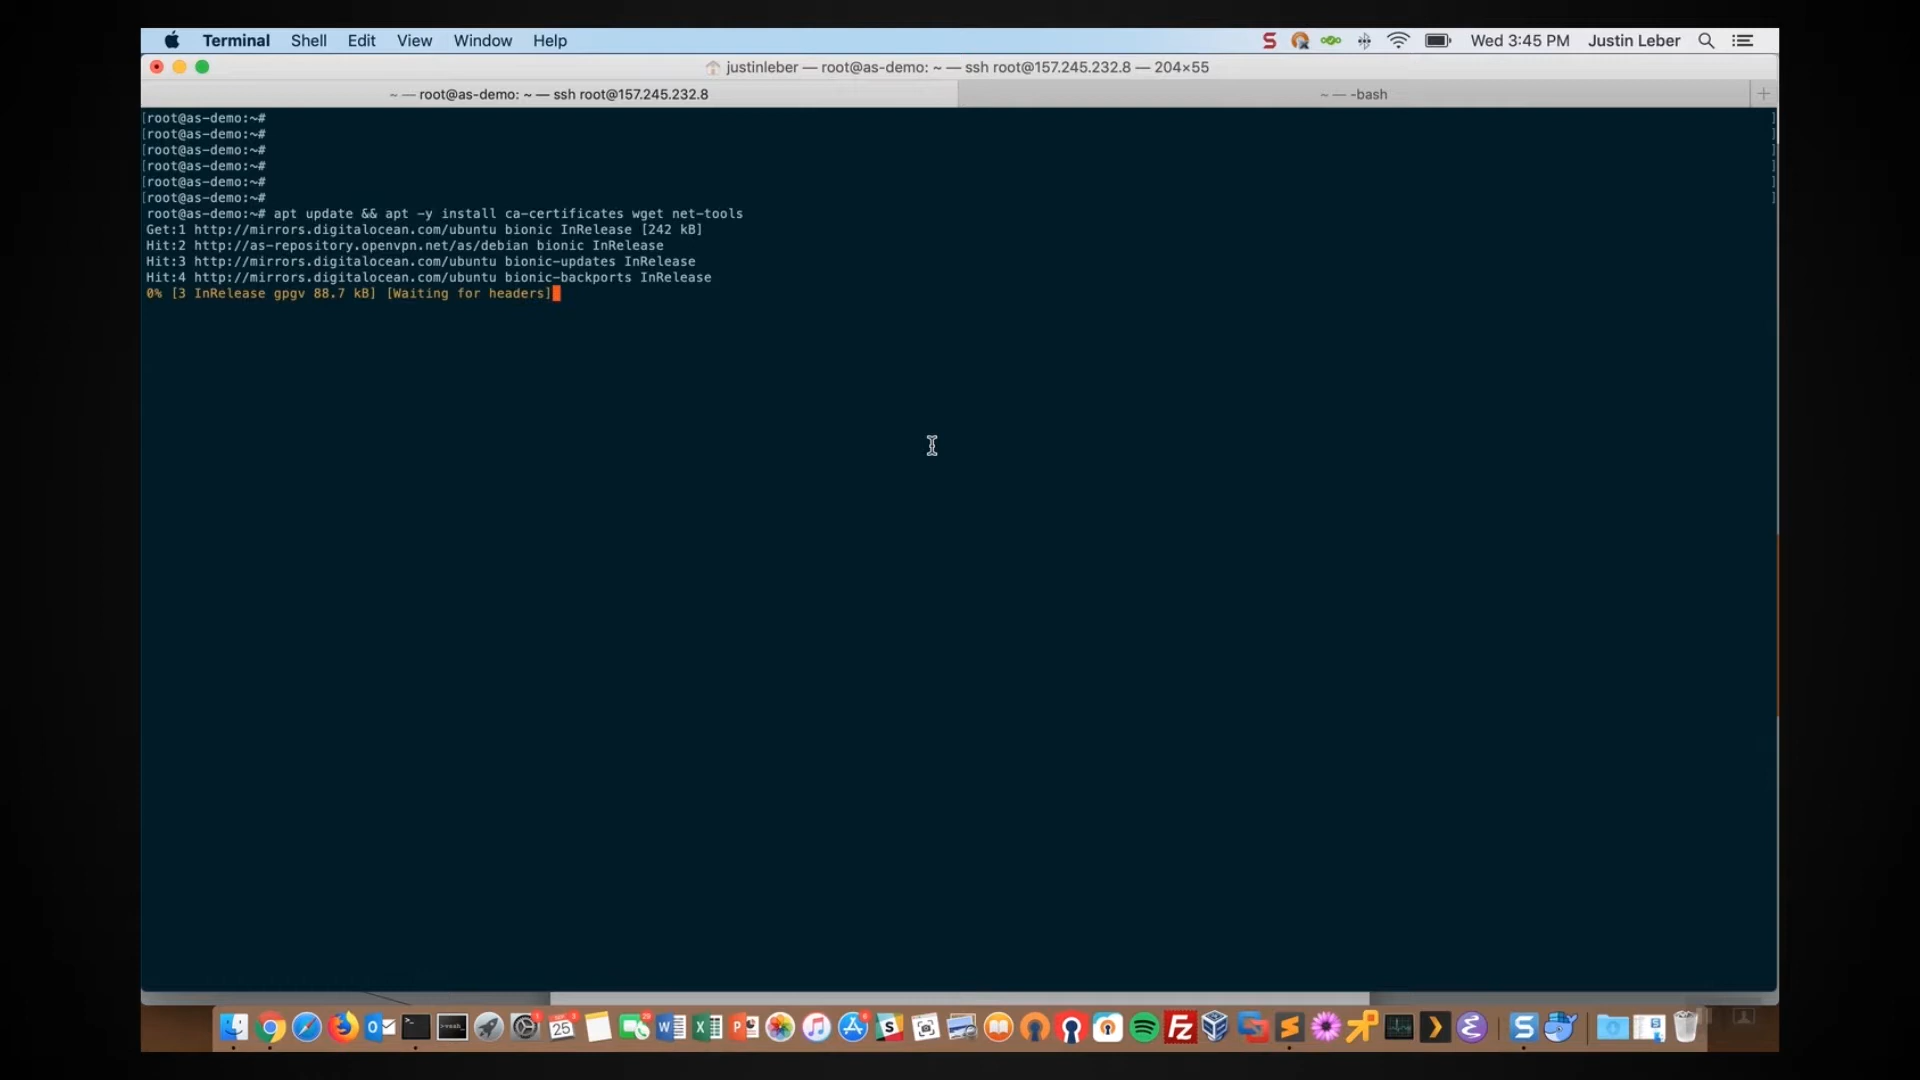 Terminal Shell Edit View Window Help
Wed 3:45 PM Justin Leber
justinleber — root@as-demo: ~ — ssh root@157.245.232.8 — 204×55
~ — root@as-demo: ~ — ssh root@157.245.232.8
~ — -bash
[root@as-demo:~# ]
[root@as-demo:~# ]
[root@as-demo:~# ]
[root@as-demo:~# ]
[root@as-demo:~# ]
[root@as-demo:~# ]
root@as-demo:~# apt update && apt -y install ca-certificates wget net-tools
Get:1 http://mirrors.digitalocean.com/ubuntu bionic InRelease [242 kB]
Hit:2 http://as-repository.openvpn.net/as/debian bionic InRelease
Hit:3 http://mirrors.digitalocean.com/ubuntu bionic-updates InRelease
Hit:4 http://mirrors.digitalocean.com/ubuntu bionic-backports InRelease
0% [3 InRelease gpgv 88.7 kB] [Waiting for headers]
25